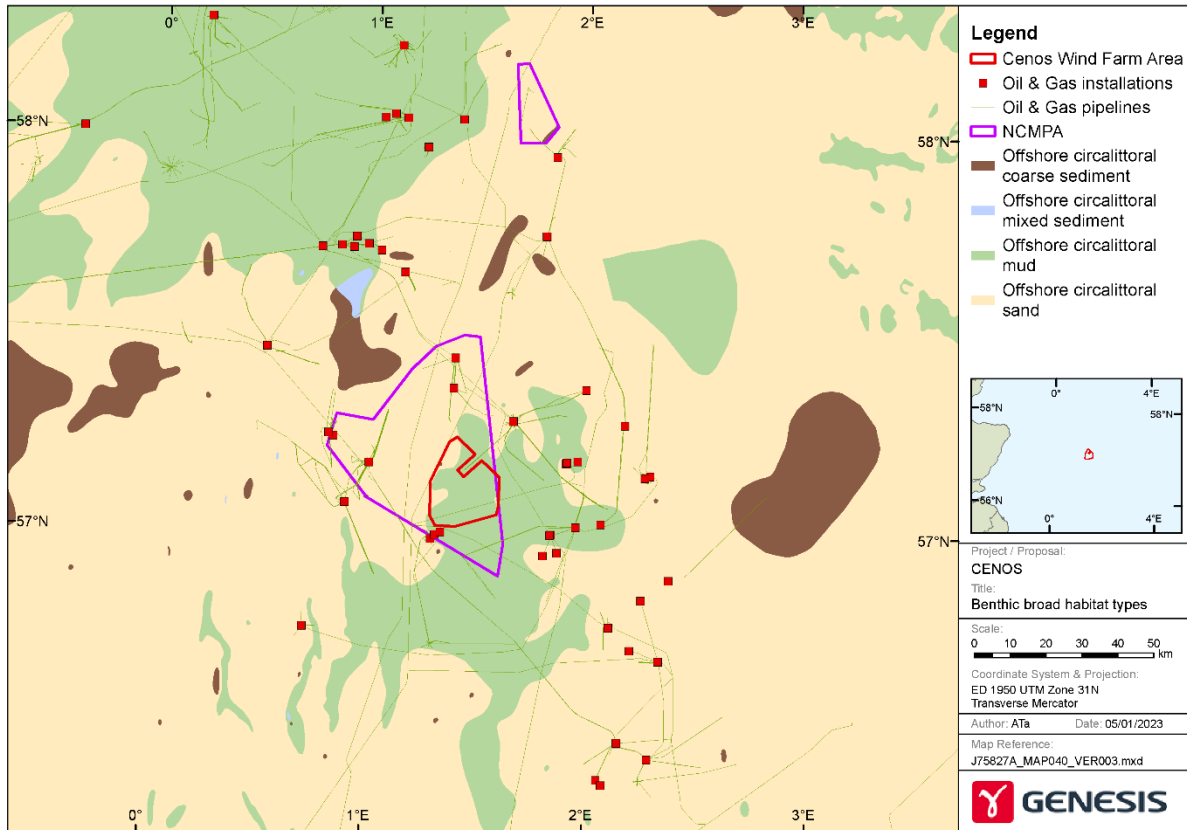 0°
1°E
2°E
3°E
58°N
58°N
57°N
57°N
0°
1°E
2°E
3°E
Legend
Cenos Wind Farm Area
Oil & Gas installations
Oil & Gas pipelines
NCMPA
Offshore circalittoral
coarse sediment
Offshore circalittoral
mixed sediment
Offshore circalittoral
mud
Offshore circalittoral
sand
0°
4°E
58°N
58°N
56°N
56°N
0°
4°E
Project / Proposal:
CENOS
Title:
Benthic broad habitat types
Scale:
0 10 20 30 40 50
km
Coordinate System & Projection:
ED 1950 UTM Zone 31N
Transverse Mercator
Author: ATa Date: 05/01/2023
Map Reference:
J75827A_MAP040_VER003.mxd
GENESIS